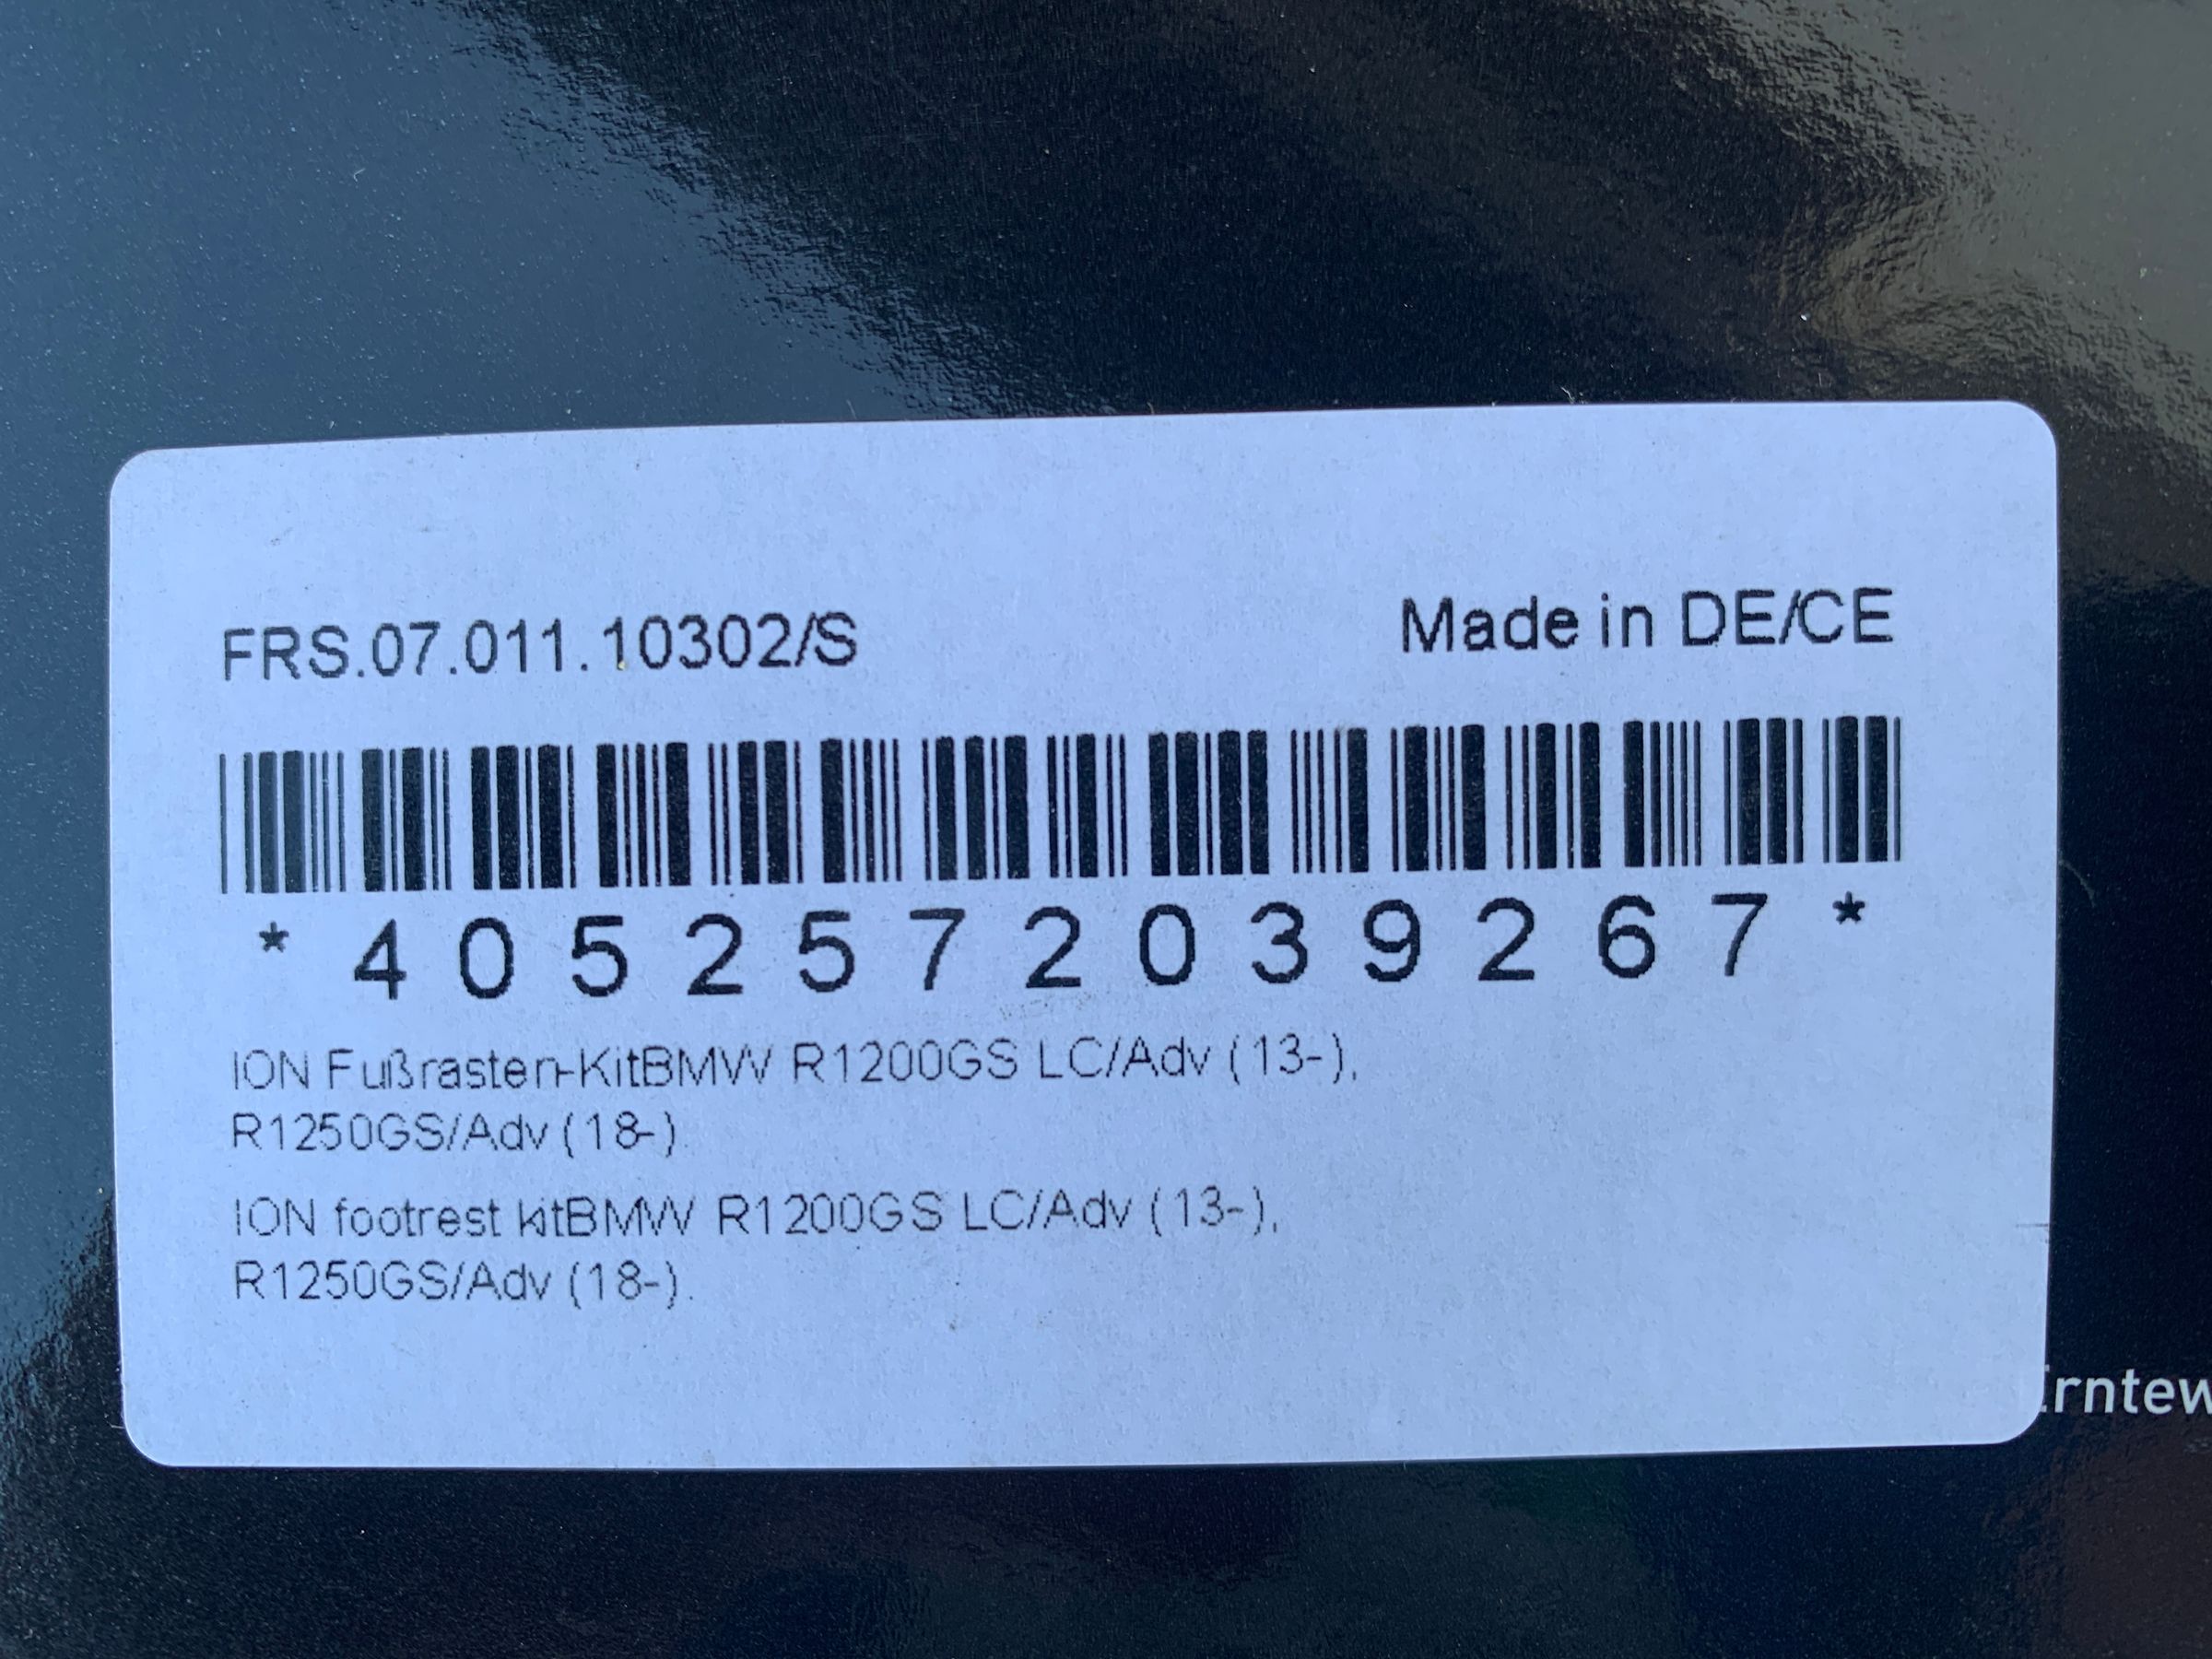 FRS.07.011.10302/S
Made in DE/CE
*4052572039267*
ION Fußrasten-KitBMW R1200GS LC/Adv (13-),
R1250GS/Adv (18-).
ION footrest kitBMW R1200GS LC/Adv (13-),
R1250GS/Adv (18-).